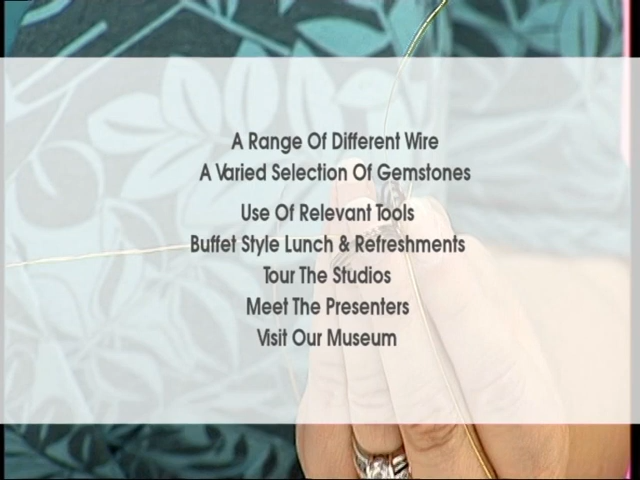 A Range Of Different Wire
A Varied Selection Of Gemstones
Use Of Relevant Tools
Buffet Style Lunch & Refreshments
Tour The Studios
Meet The Presenters
Visit Our Museum